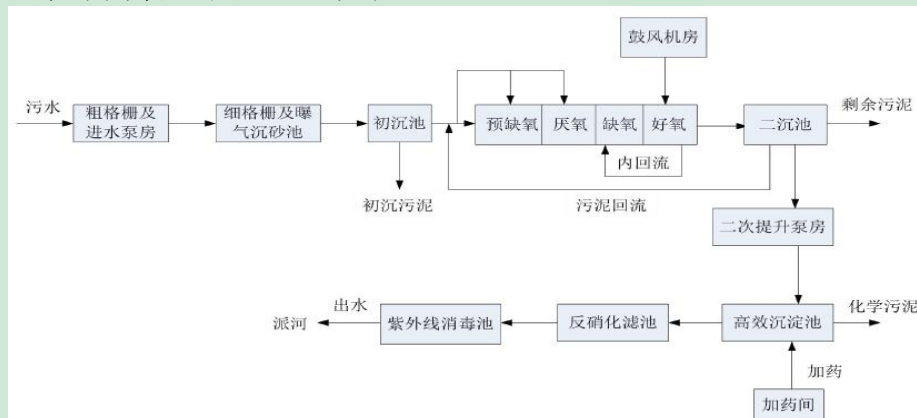 鼓风机房
污水
粗格栅及
进水泵房
细格栅及曝
气沉砂池
初沉池
预缺氧
厌氧
缺氧
好氧
二沉池
剩余污泥
内回流
初沉污泥
污泥回流
二次提升泵房
出水
派河
紫外线消毒池
反硝化滤池
高效沉淀池
化学污泥
加药
加药间